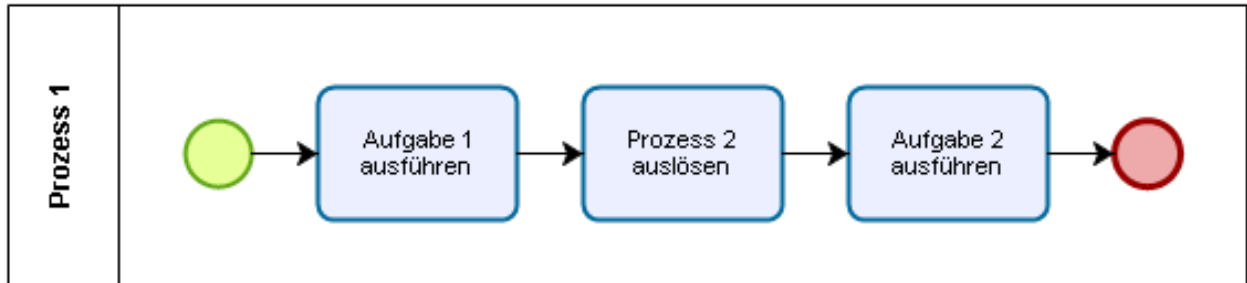 Prozess 1
Aufgabe 1
ausführen
Prozess 2
auslösen
Aufgabe 2
ausführen